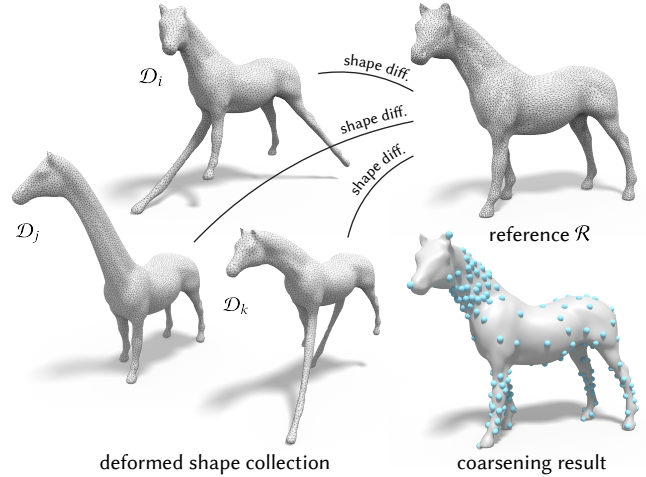 𝒟i
shape diff.
shape diff.
shape diff.
𝒟j
reference ℛ
𝒟k
deformed shape collection
coarsening result